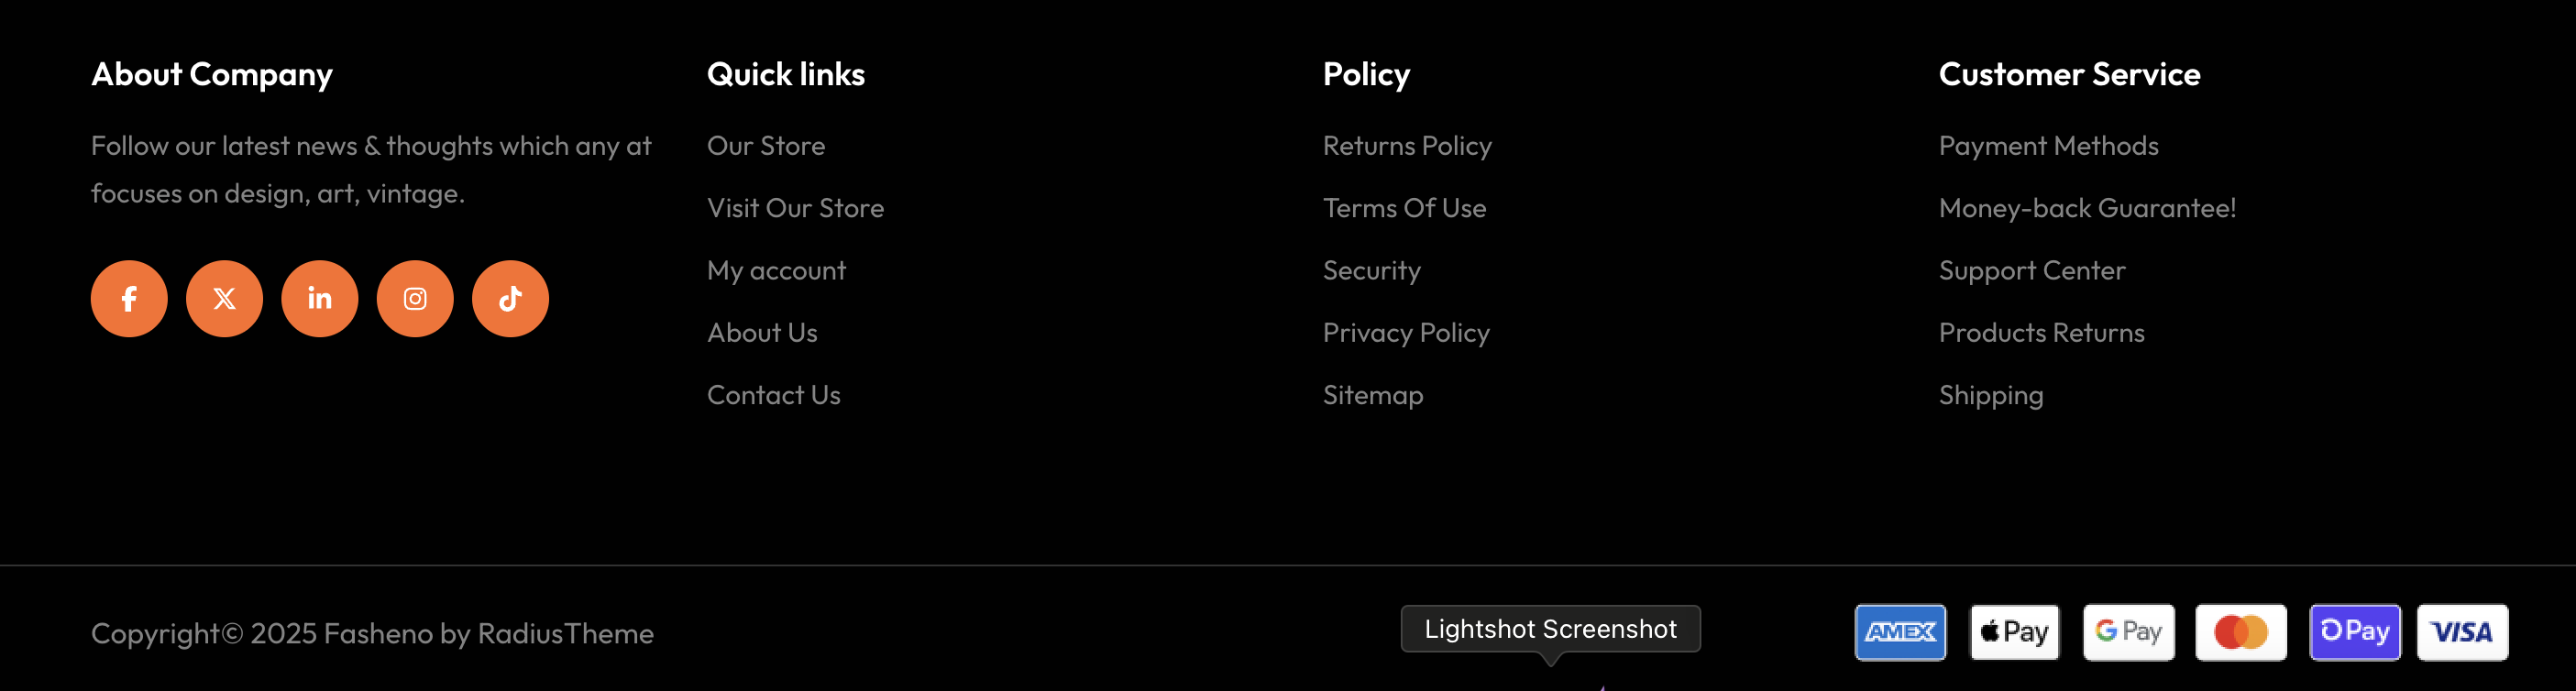 About Company
Follow our latest news & thoughts which any at
focuses on design, art, vintage.
Quick links
Our Store
Visit Our Store
My account
About Us
Contact Us
Policy
Returns Policy
Terms Of Use
Security
Privacy Policy
Sitemap
Customer Service
Payment Methods
Money-back Guarantee!
Support Center
Products Returns
Shipping
Copyright© 2025 Fasheno by RadiusTheme
Lightshot Screenshot
AMEX
Pay
G Pay
Pay
VISA